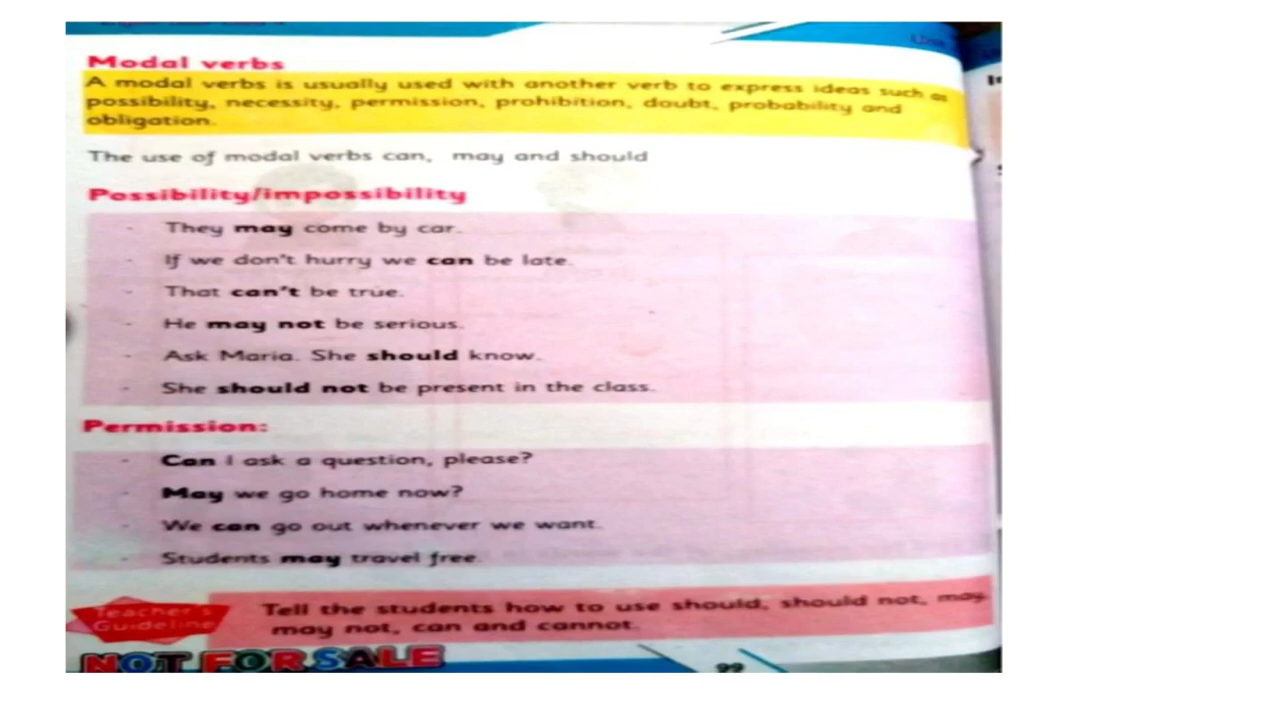 Modal verbs
A modal verbs is usually used with another verb to express ideas such as
possibility, necessity, permission, prohibition, doubt, probability and
obligation.
The use of modal verbs can, may and should
Possibility/impossibility
- They may come by car.
- If we don't hurry we can be late.
- That can't be true.
- He may not be serious.
- Ask Maria. She should know.
- She should not be present in the class.
Permission:
- Can I ask a question, please?
- May we go home now?
- We can go out whenever we want.
- Students may travel free.
Teacher's
Guideline
Tell the students how to use should, should not, may,
may not, can and cannot.
NOT FOR SALE
99